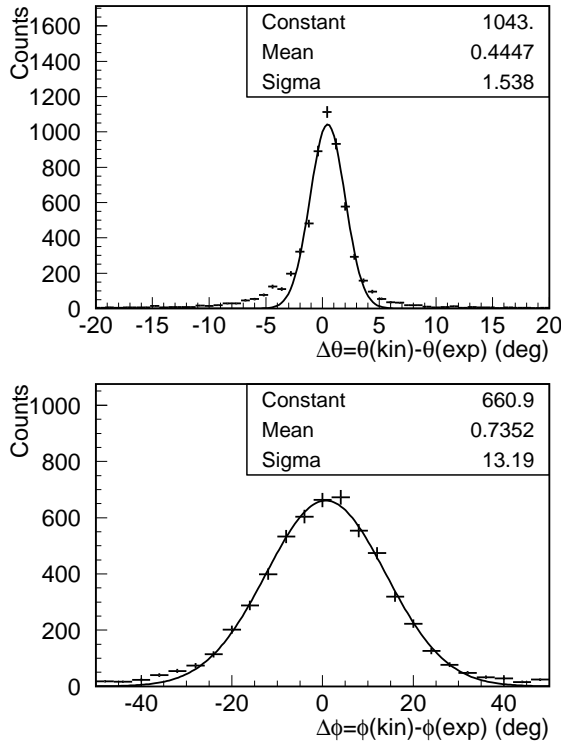 Counts
1600
1400
1200
1000
800
600
400
200
0
Constant 1043.
Mean 0.4447
Sigma 1.538
-20 -15 -10 -5 0 5 10 15 20
Δθ=θ(kin)-θ(exp) (deg)
Counts
1000
800
600
400
200
0
Constant 660.9
Mean 0.7352
Sigma 13.19
-40 -20 0 20 40
Δϕ=ϕ(kin)-ϕ(exp) (deg)